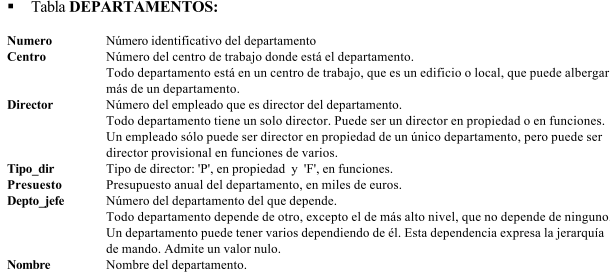 ▪ Tabla DEPARTAMENTOS:
Numero Número identificativo del departamento
Centro Número del centro de trabajo donde está el departamento.
Todo departamento está en un centro de trabajo, que es un edificio o local, que puede albergar
más de un departamento.
Director Número del empleado que es director del departamento.
Todo departamento tiene un solo director. Puede ser un director en propiedad o en funciones.
Un empleado sólo puede ser director en propiedad de un único departamento, pero puede ser
director provisional en funciones de varios.
Tipo_dir Tipo de director: 'P', en propiedad y 'F', en funciones.
Presuesto Presupuesto anual del departamento, en miles de euros.
Depto_jefe Número del departamento del que depende.
Todo departamento depende de otro, excepto el de más alto nivel, que no depende de ninguno
Un departamento puede tener varios dependiendo de él. Esta dependencia expresa la jerarquía
de mando. Admite un valor nulo.
Nombre Nombre del departamento.